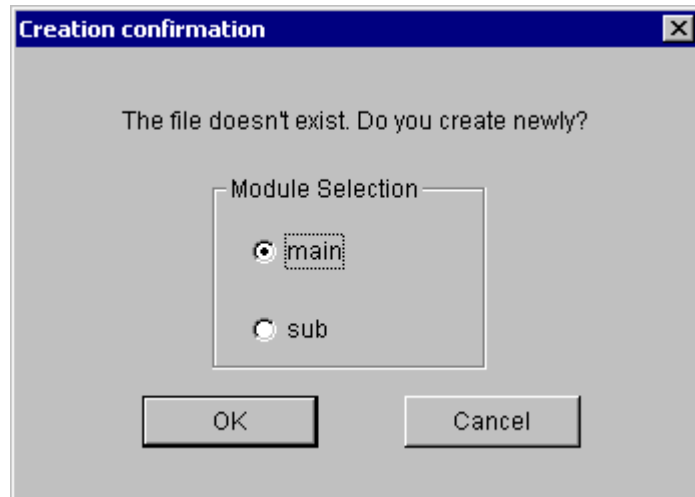 Creation confirmation
The file doesn't exist. Do you create newly?
Module Selection
main
sub
OK
Cancel